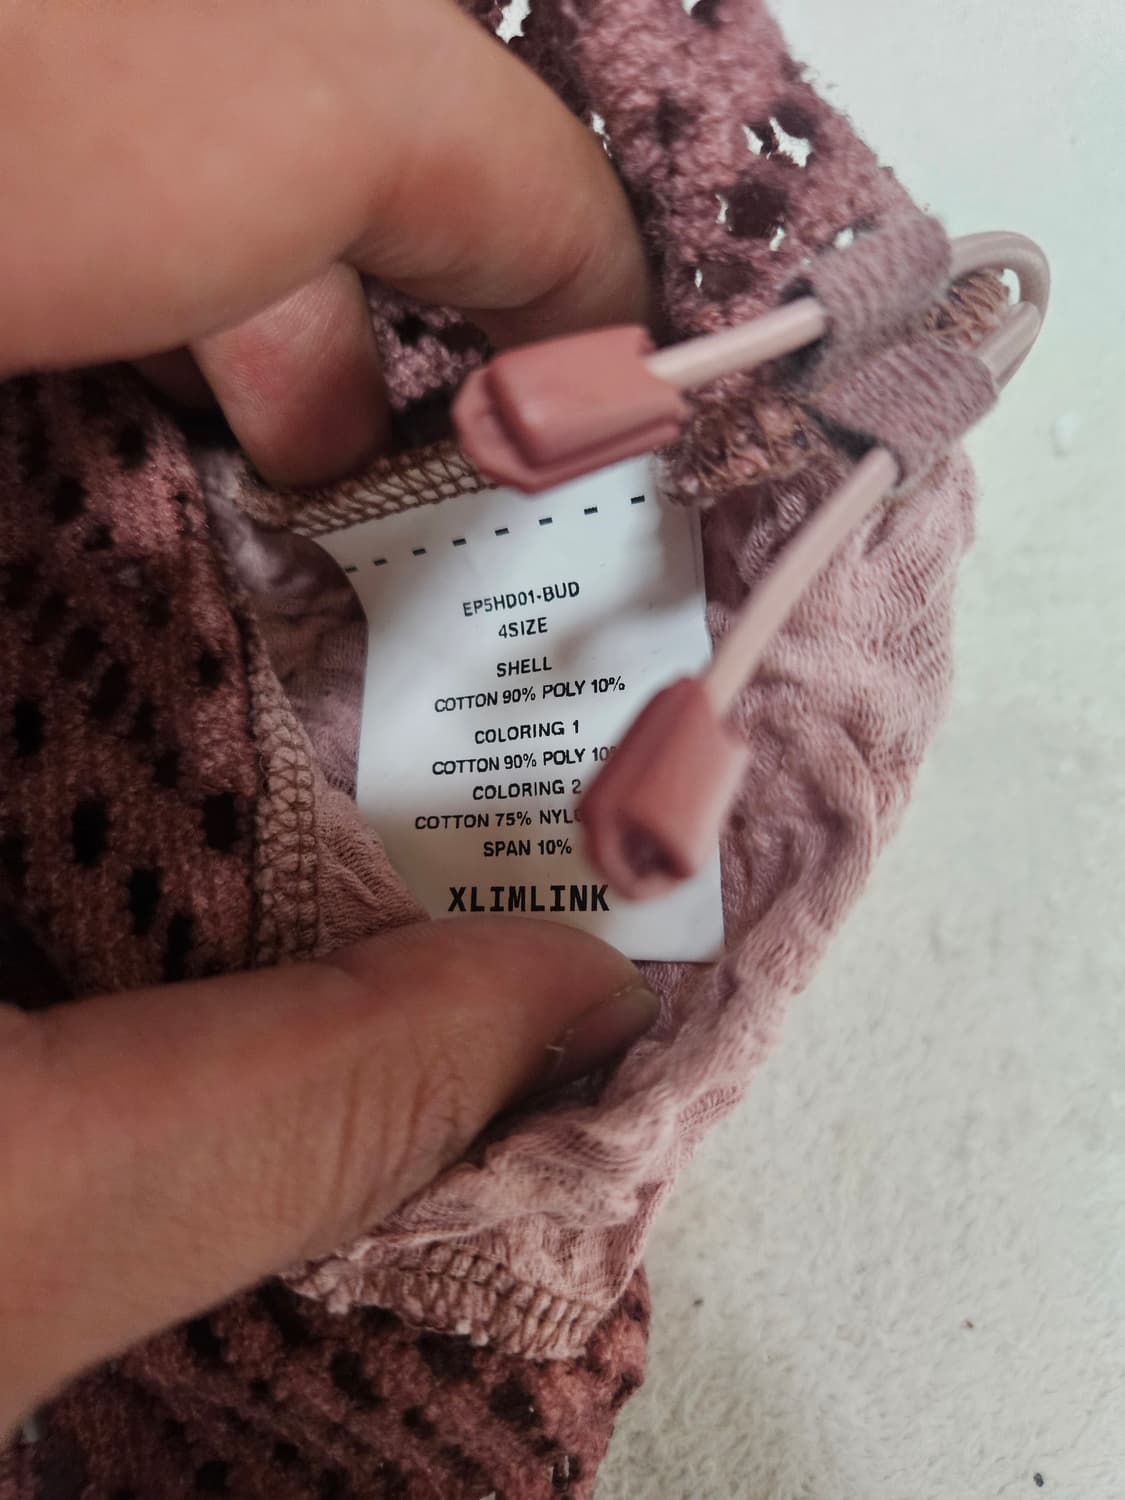 EP5HD01-BUD
4SIZE
SHELL
COTTON 90% POLY 10%
COLORING 1
COTTON 90% POLY
COLORING 2
COTTON 75%
SPAN 10%
XLIMLINK